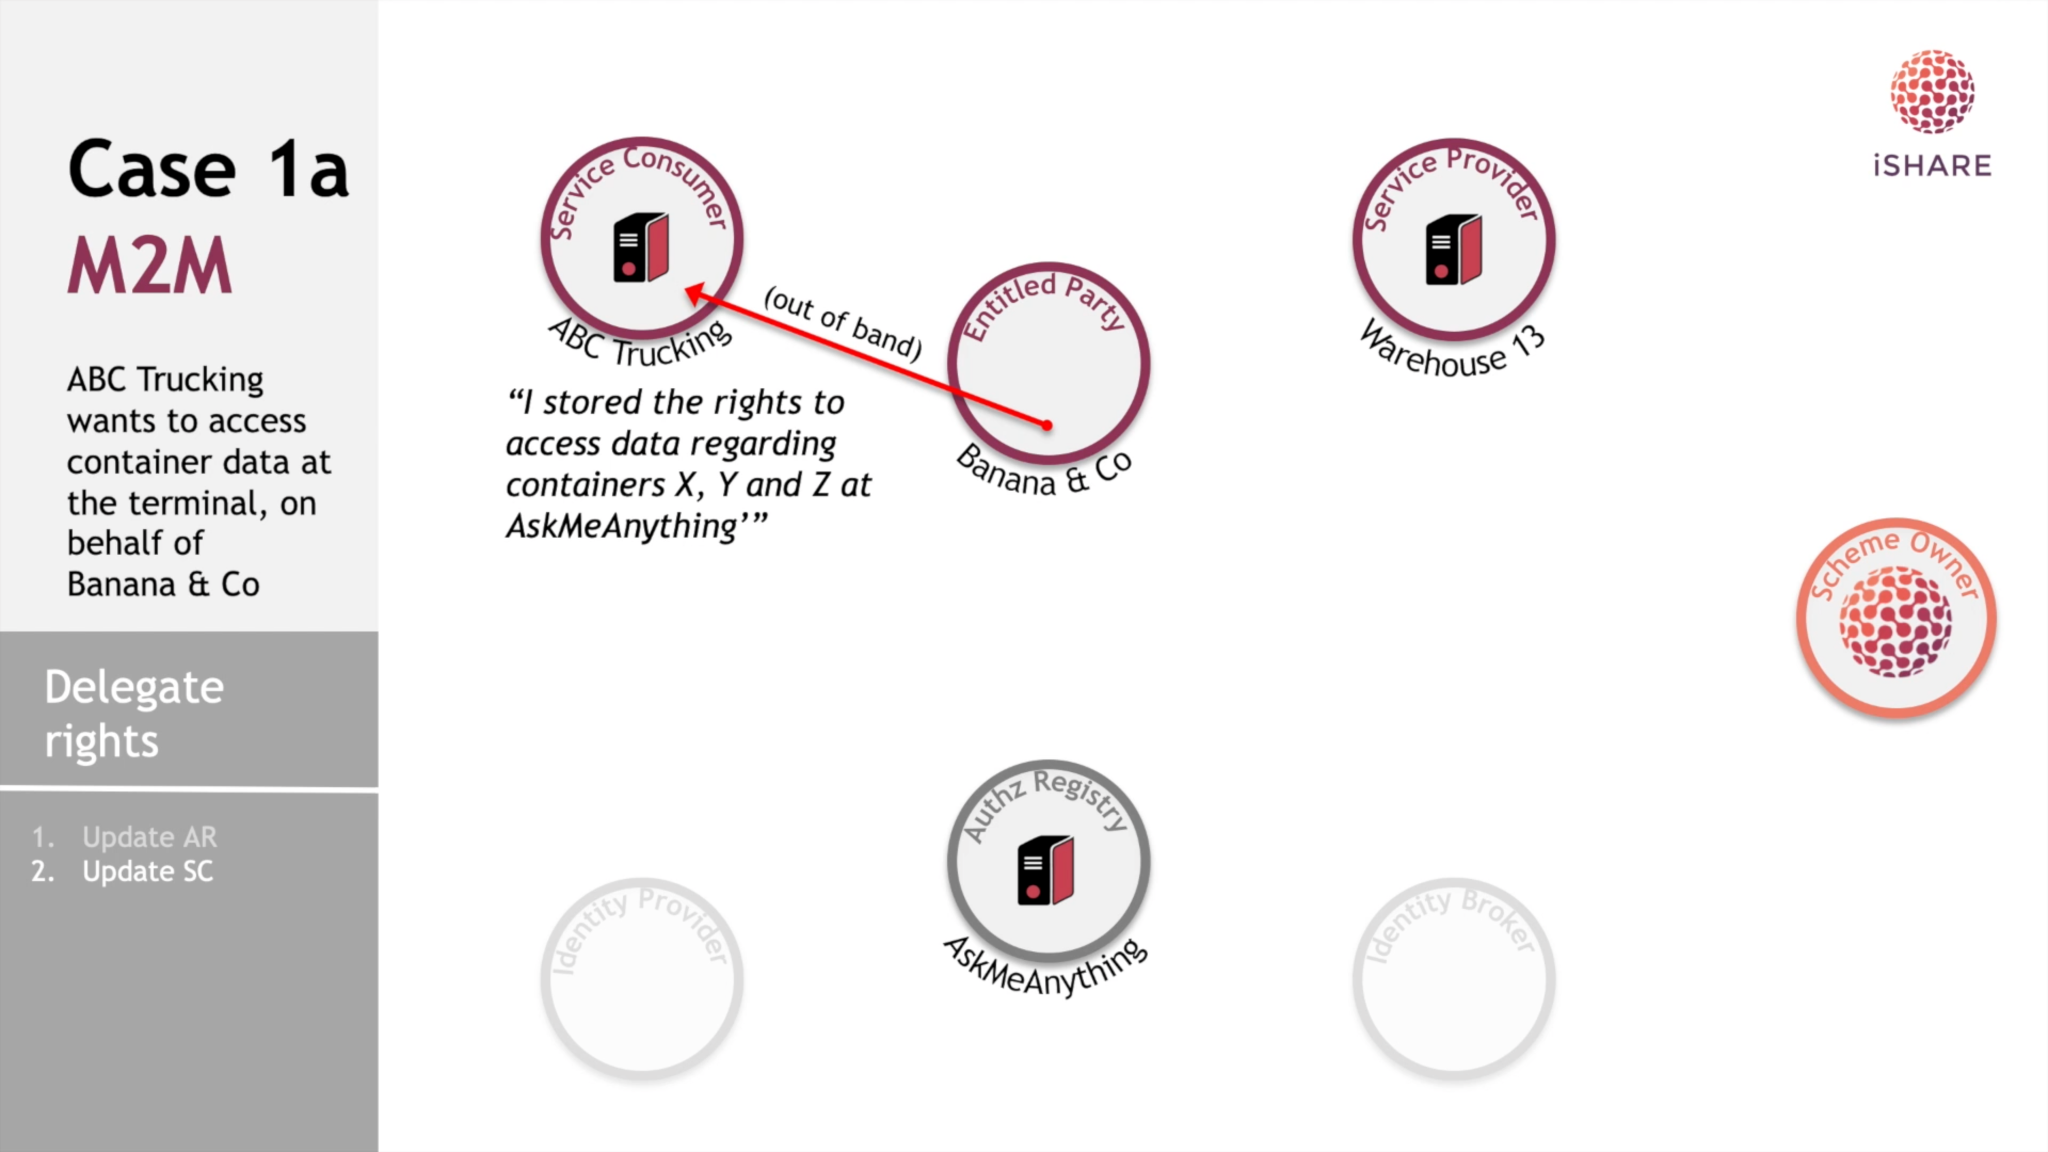 Case 1a
M2M
ABC Trucking
wants to access
container data at
the terminal, on
behalf of
Banana & Co
Delegate
rights
1. Update AR
2. Update SC
Service Consumer
ABC Trucking
(out of band)
Entitled Party
Banana & Co
“I stored the rights to
access data regarding
containers X, Y and Z at
AskMeAnything’”
Service Provider
Warehouse 13
iSHARE
Scheme Owner
Authz Registry
AskMeAnything
Identity Provider
Identity Broker